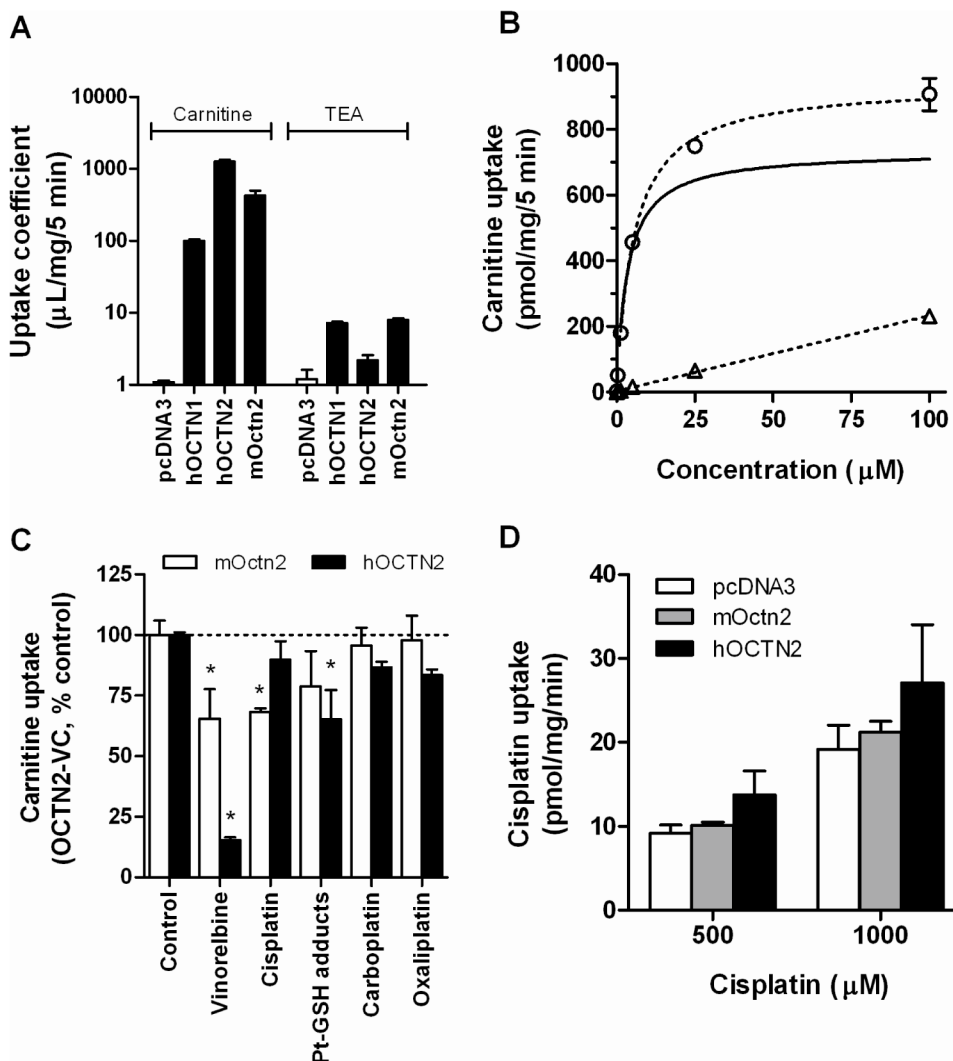 A
Uptake coefficient
(μL/mg/5 min)
10000
1000
100
10
1
Carnitine
TEA
pcDNA3
hOCTN1
hOCTN2
mOctn2
pcDNA3
hOCTN1
hOCTN2
mOctn2
B
Carnitine uptake
(pmol/mg/5 min)
1000
800
600
400
200
0
0
25
50
75
100
Concentration (μM)
C
mOctn2
hOCTN2
Carnitine uptake
(OCTN2-VC, % control)
125
100
75
50
25
0
*
*
*
*
Control
Vinorelbine
Cisplatin
Pt-GSH adducts
Carboplatin
Oxaliplatin
D
pcDNA3
mOctn2
hOCTN2
Cisplatin uptake
(pmol/mg/min)
40
30
20
10
0
500
1000
Cisplatin (μM)